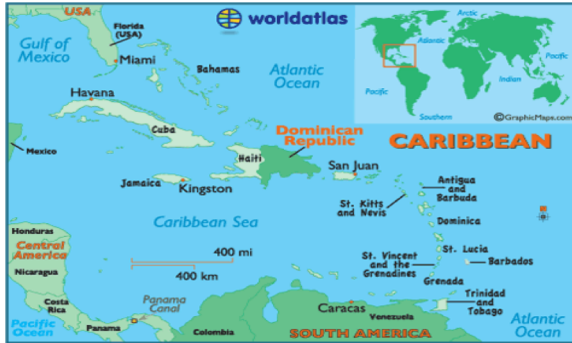 USA
worldatlas
Arctic
Florida
(USA)
Gulf of
Mexico
Atlantic
Pacific
Indian
Pacific
Southern
Miami
Bahamas
Atlantic
Ocean
©GraphicMaps.com
Havana
Cuba
Dominican
Republic
CARIBBEAN
Mexico
Haiti
San Juan
Jamaica
Kingston
Antigua
and
Barbuda
St. Kitts
and Nevis
Caribbean Sea
Dominica
Honduras
Central
America
400 mi
400 km
St. Lucia
St. Vincent
and the
Grenadines
Barbados
Nicaragua
Grenada
Costa
Rica
Panama
Canal
Caracas
Trinidad
and
Tobago
Pacific
Ocean
Panama
Colombia
Venezuela
SOUTH AMERICA
Atlantic
Ocean